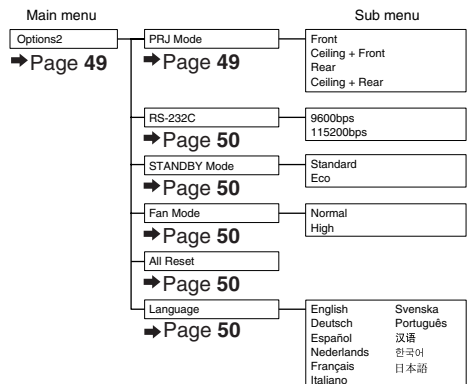 Main menu
Sub menu
Options2
➡Page 49
PRJ Mode
➡Page 49
Front
Ceiling + Front
Rear
Ceiling + Rear
RS-232C
➡Page 50
9600bps
115200bps
STANDBY Mode
➡Page 50
Standard
Eco
Fan Mode
➡Page 50
Normal
High
All Reset
➡Page 50
Language
➡Page 50
English
Deutsch
Español
Nederlands
Français
Italiano
Svenska
Português
汉语
한국어
日本語